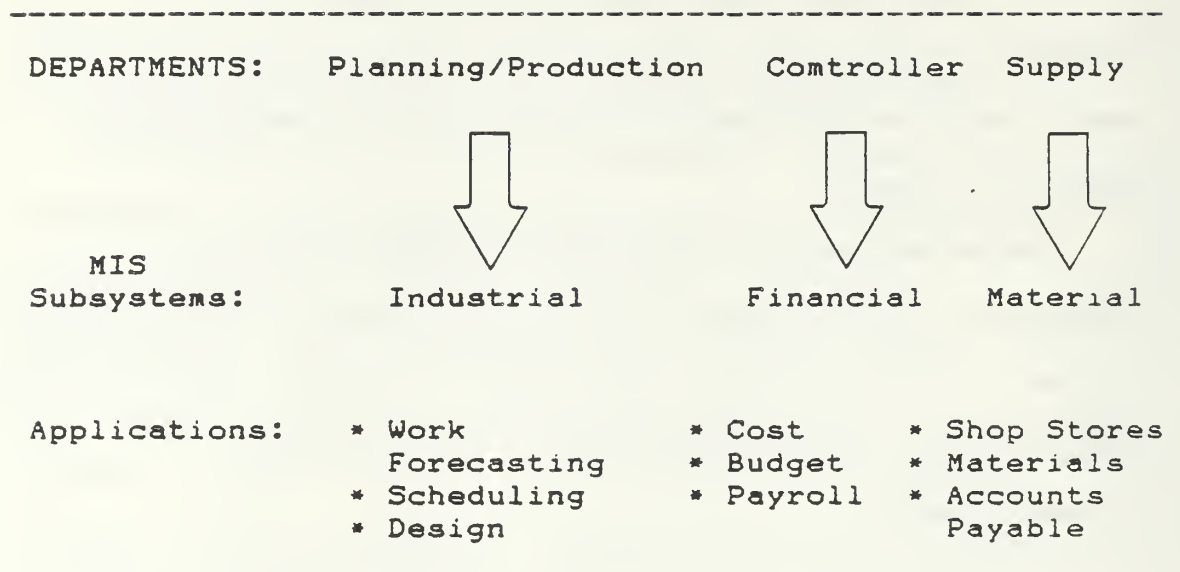 DEPARTMENTS: Planning/Production Comtroller Supply
MIS
Subsystems: Industrial Financial Material
Applications: * Work * Cost * Shop Stores
Forecasting * Budget * Materials
* Scheduling * Payroll * Accounts
* Design Payable